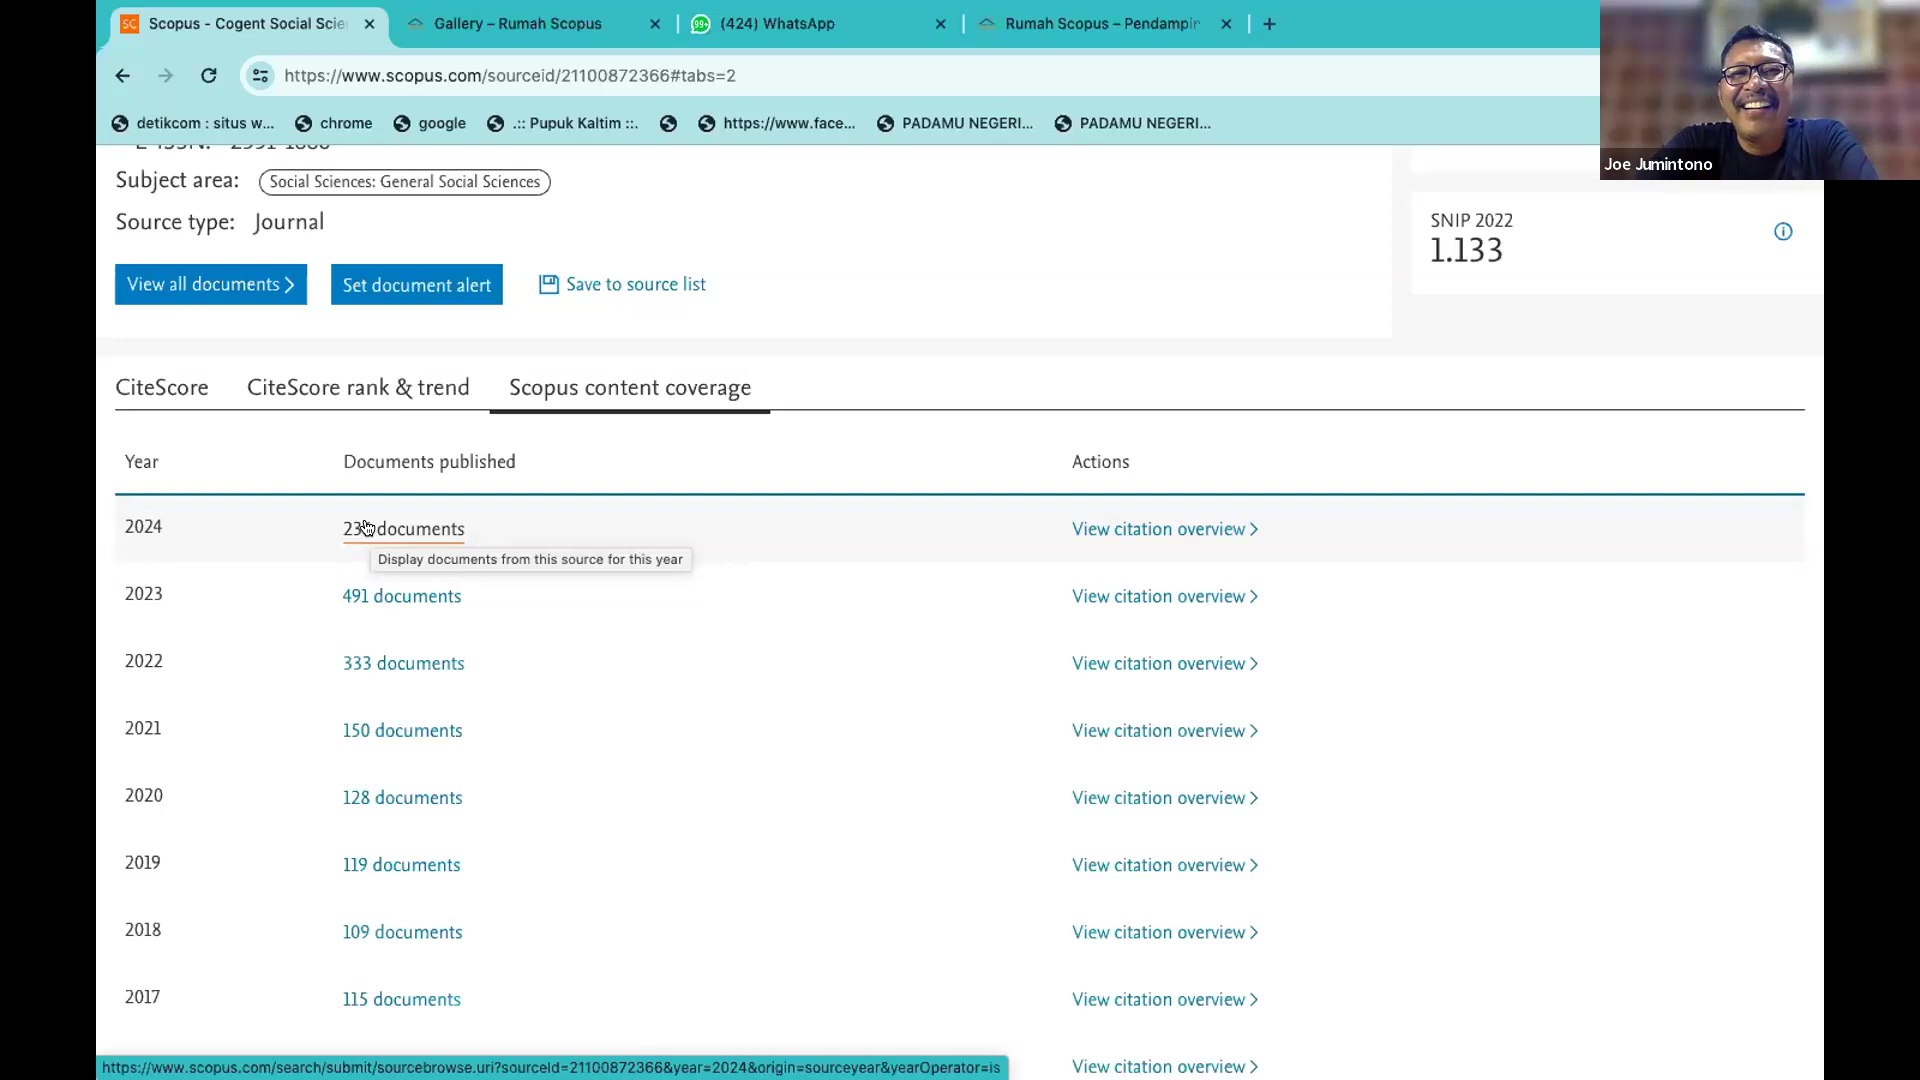 Scopus - Cogent Social Scie
Gallery – Rumah Scopus
99+ (424) WhatsApp
Rumah Scopus – Pendampin
https://www.scopus.com/sourceid/21100872366#tabs=2
detikcom : situs w...
chrome
google
.:: Pupuk Kaltim ::.
https://www.face...
PADAMU NEGERI...
PADAMU NEGERI...
Joe Jumintono
Subject area: Social Sciences: General Social Sciences
Source type: Journal
SNIP 2022
1.133
View all documents
Set document alert
Save to source list
CiteScore
CiteScore rank & trend
Scopus content coverage
Year Documents published Actions
2024 documents View citation overview
Display documents from this source for this year
2023 491 documents View citation overview
2022 333 documents View citation overview
2021 150 documents View citation overview
2020 128 documents View citation overview
2019 119 documents View citation overview
2018 109 documents View citation overview
2017 115 documents View citation overview
https://www.scopus.com/search/submit/sourcebrowse.uri?sourceId=21100872366&year=2024&origin=sourceyear&yearOperator=is
View citation overview